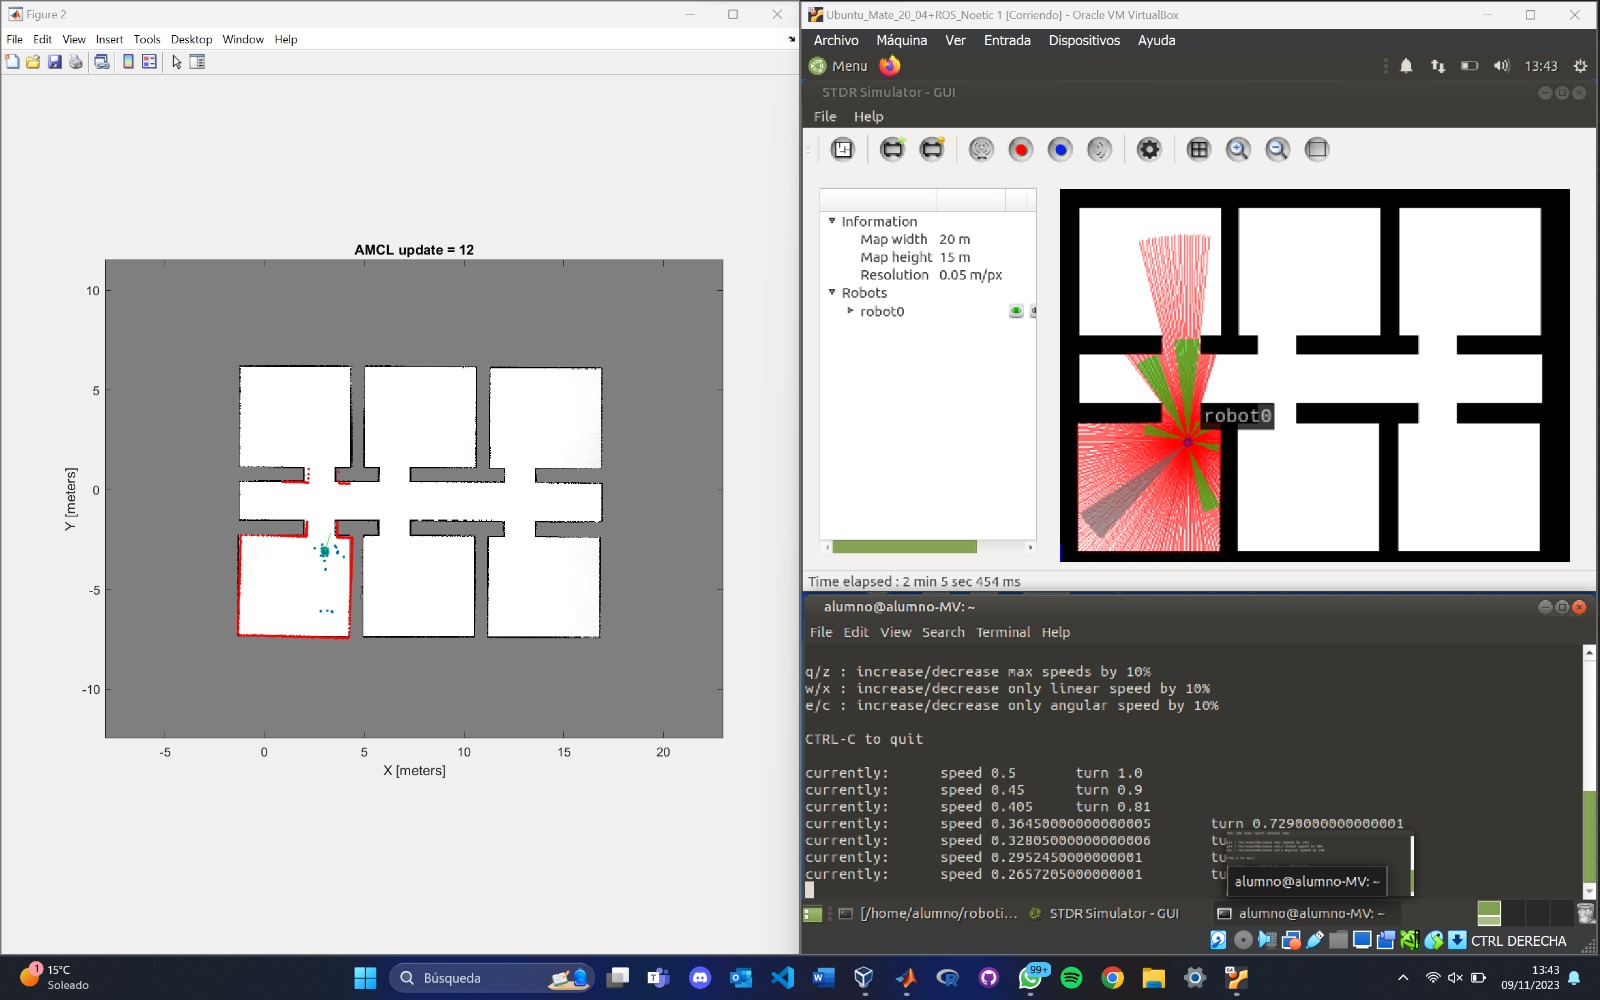 Figure 2
File Edit View Insert Tools Desktop Window Help
AMCL update = 12
10
5
0
-5
-10
Y [meters]
-5 0 5 10 15 20
X [meters]
Ubuntu_Mate_20_04+ROS_Noetic 1 [Corriendo] - Oracle VM VirtualBox
Archivo Máquina Ver Entrada Dispositivos Ayuda
Menu 13:43
STDR Simulator - GUI
File Help
Information
Map width 20 m
Map height 15 m
Resolution 0.05 m/px
Robots
robot0
robot0
Time elapsed : 2 min 5 sec 454 ms
alumno@alumno-MV: ~
File Edit View Search Terminal Help
q/z : increase/decrease max speeds by 10%
w/x : increase/decrease only linear speed by 10%
e/c : increase/decrease only angular speed by 10%
CTRL-C to quit
currently: speed 0.5 turn 1.0
currently: speed 0.45 turn 0.9
currently: speed 0.405 turn 0.81
currently: speed 0.36450000000000005 turn 0.7290000000000001
currently: speed 0.32805000000000006 tu
currently: speed 0.2952450000000001 tu
currently: speed 0.2657205000000001 tu
alumno@alumno-MV: ~
[/home/alumno/roboti... STDR Simulator - GUI alumno@alumno-MV: ~
CTRL DERECHA
1
15°C
Soleado
Búsqueda
99+
13:43
09/11/2023